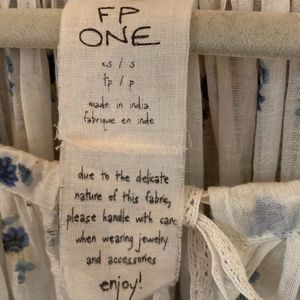 FP
ONE
xs / s
tp / p
made in india
fabrique en inde
due to the delicate
nature of this fabric,
please handle with care
when wearing jewelry
and accessories
enjoy!